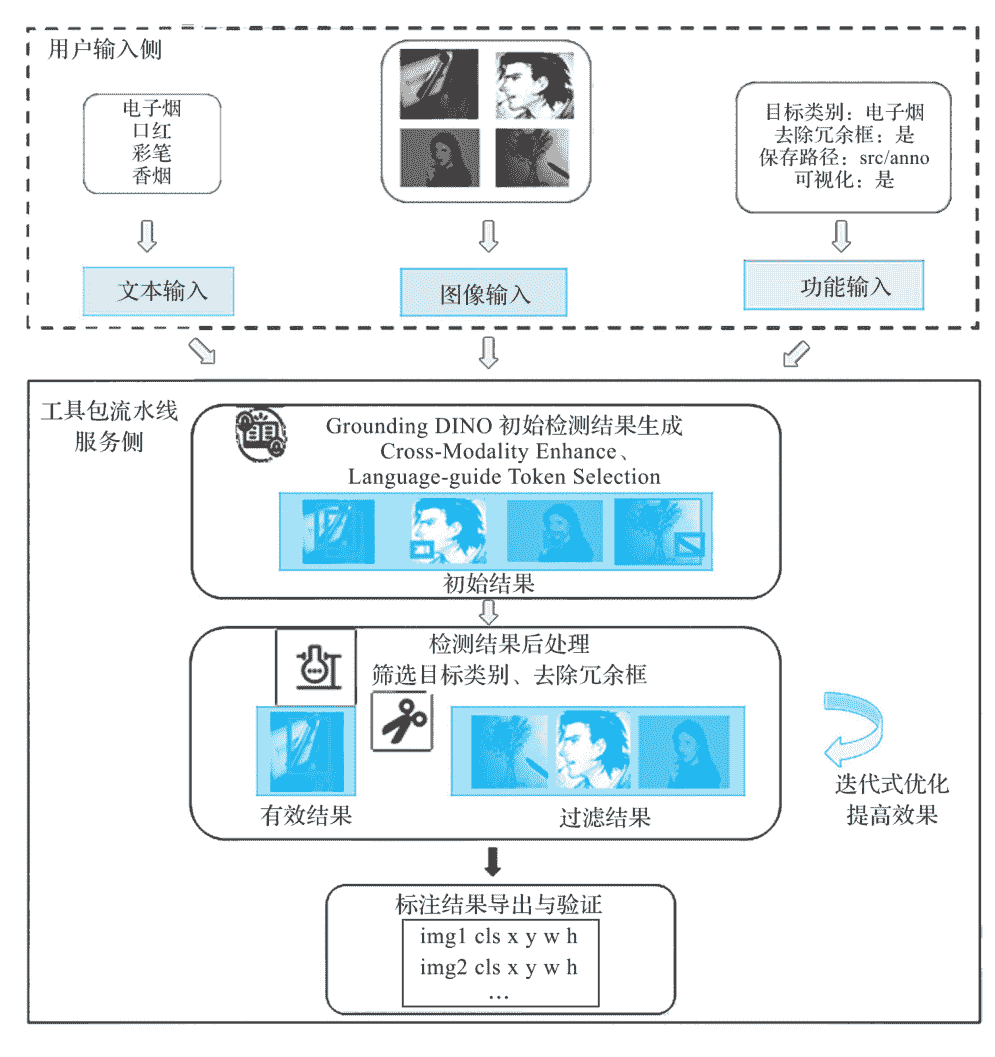 用户输入侧
电子烟
口红
彩笔
香烟
目标类别：电子烟
去除冗余框：是
保存路径：src/anno
可视化：是
文本输入
图像输入
功能输入
工具包流水线
服务侧
Grounding DINO 初始检测结果生成
Cross-Modality Enhance、
Language-guide Token Selection
初始结果
检测结果后处理
筛选目标类别、去除冗余框
有效结果
过滤结果
迭代式优化
提高效果
标注结果导出与验证
img1 cls x y w h
img2 cls x y w h
…